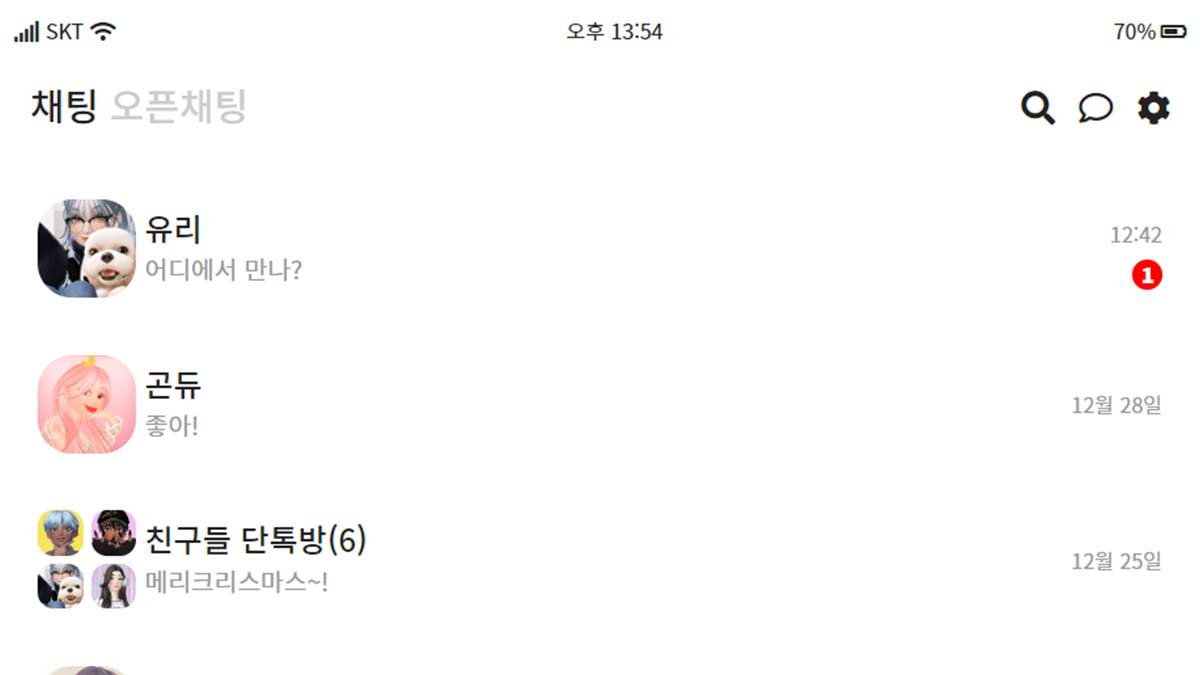 SKT 오후 13:54 70%
채팅 오픈채팅
유리
어디에서 만나?
12:42
1
곤듀
좋아!
12월 28일
친구들 단톡방(6)
메리크리스마스~!
12월 25일